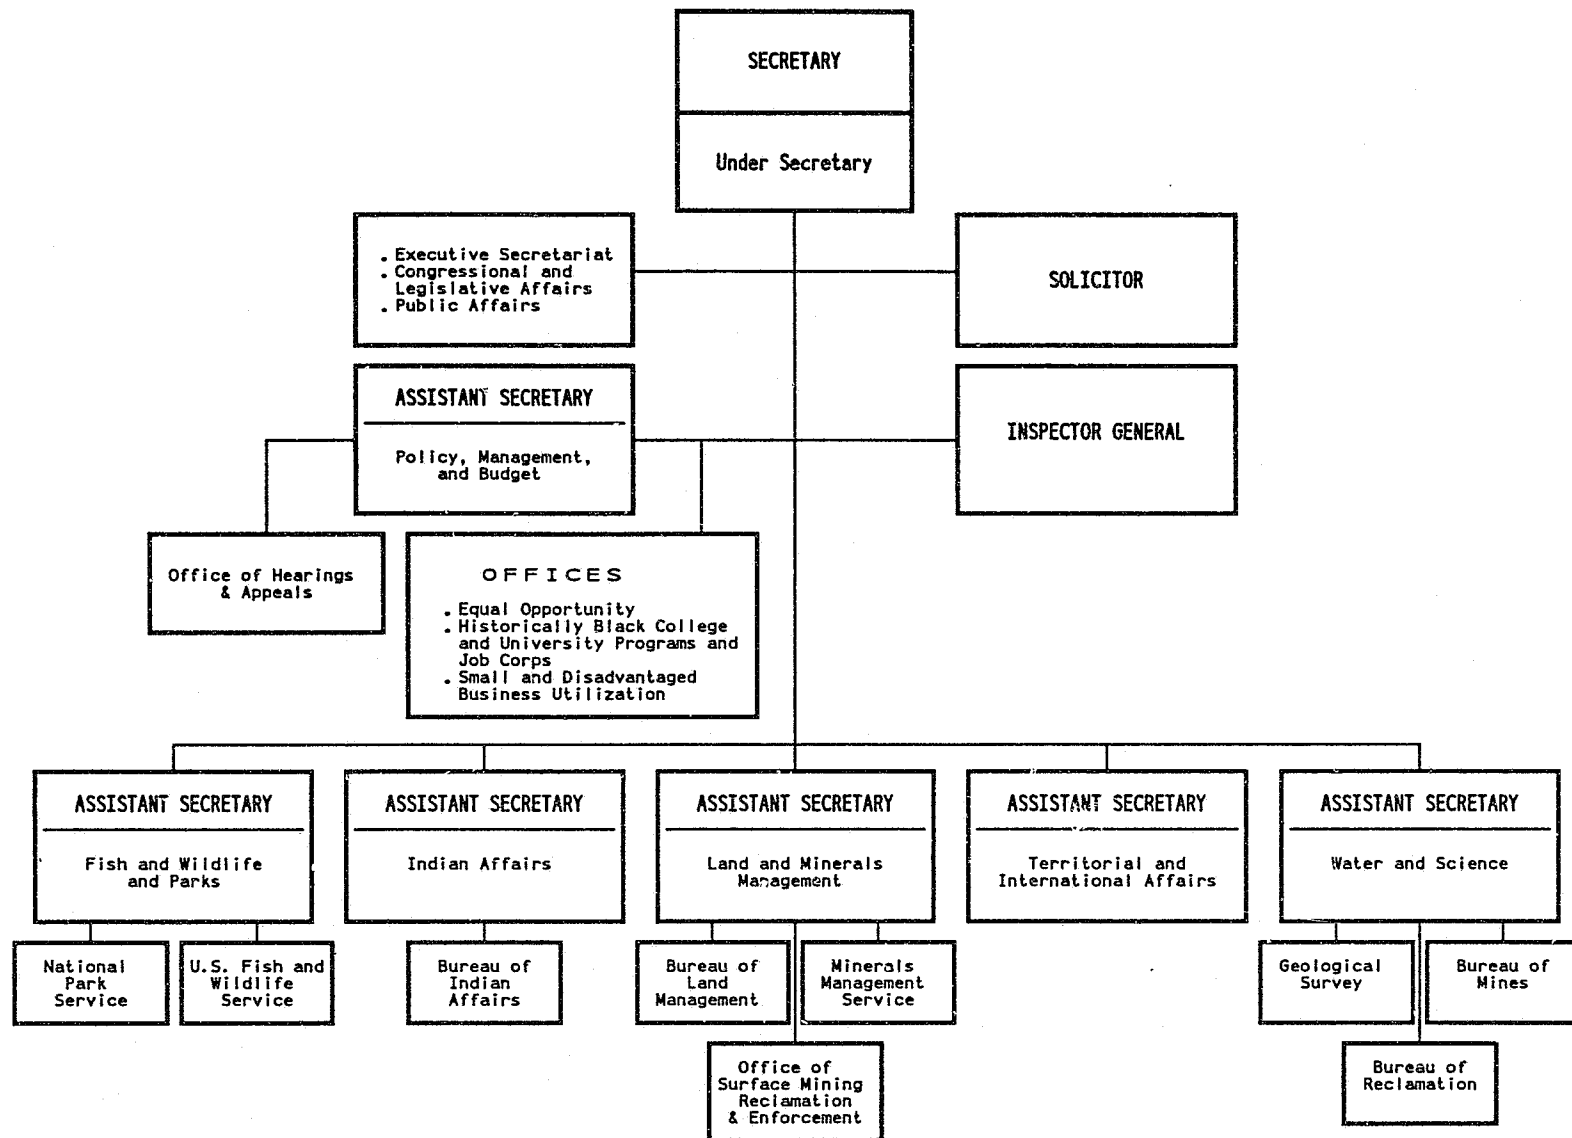 SECRETARY
Under Secretary
. Executive Secretariat
. Congressional and
Legislative Affairs
. Public Affairs
SOLICITOR
ASSISTANT SECRETARY
Policy, Management,
and Budget
INSPECTOR GENERAL
Office of Hearings
& Appeals
OFFICES
. Equal Opportunity
. Historically Black College
and University Programs and
Job Corps
. Small and Disadvantaged
Business Utilization
ASSISTANT SECRETARY
Fish and Wildlife
and Parks
ASSISTANT SECRETARY
Indian Affairs
ASSISTANT SECRETARY
Land and Minerals
Management
ASSISTANT SECRETARY
Territorial and
International Affairs
ASSISTANT SECRETARY
Water and Science
National
Park
Service
U.S. Fish and
Wildlife
Service
Bureau of
Indian
Affairs
Bureau of
Land
Management
Minerals
Management
Service
Geological
Survey
Bureau of
Mines
Office of
Surface Mining
Reclamation
& Enforcement
Bureau of
Reclamation